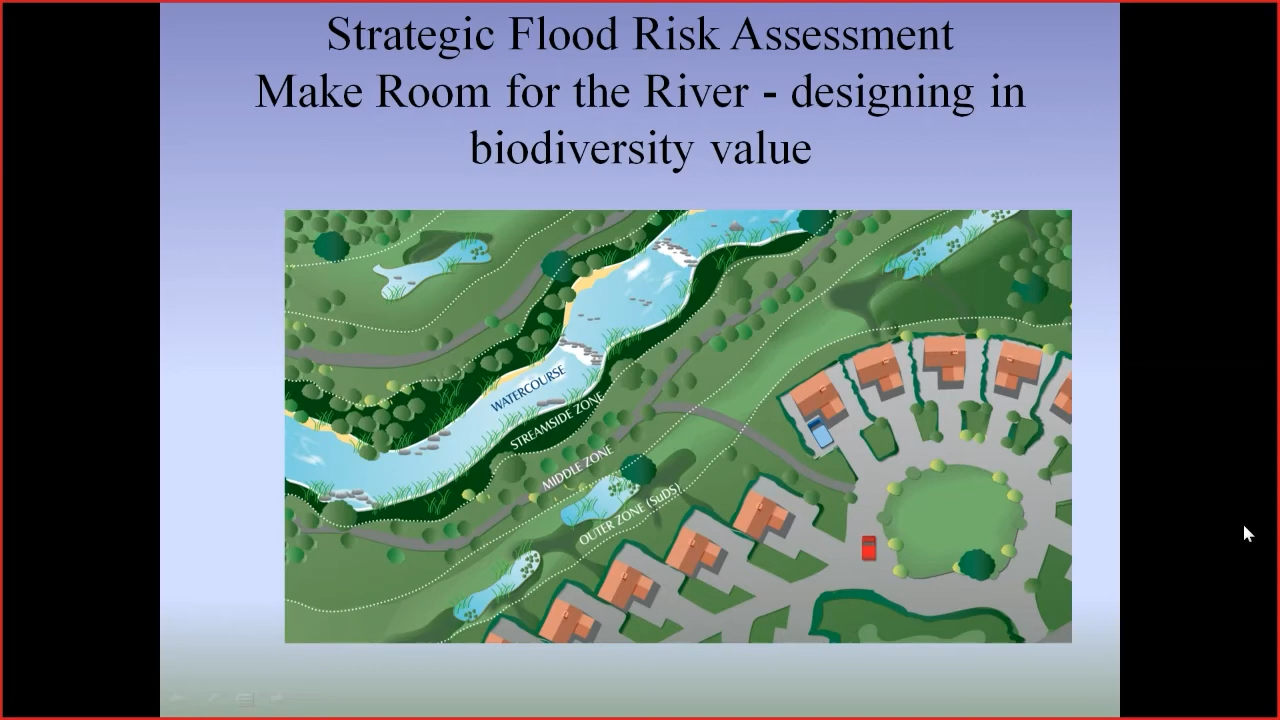 Strategic Flood Risk Assessment
Make Room for the River - designing in
biodiversity value
WATERCOURSE
STREAMSIDE ZONE
MIDDLE ZONE
OUTER ZONE (SuDS)